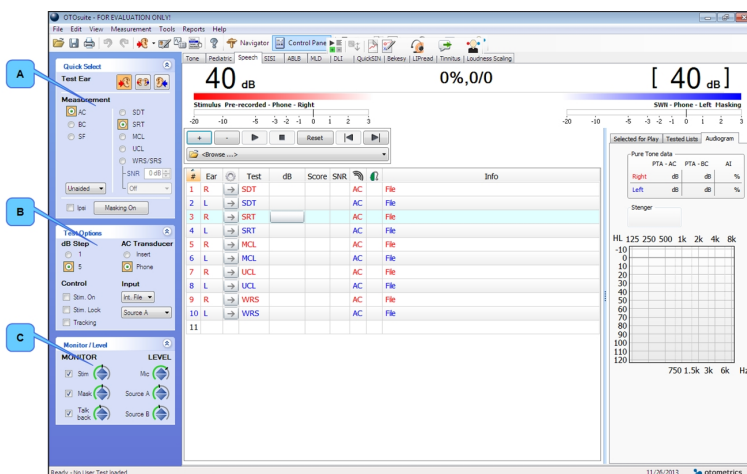 OTOsuite - FOR EVALUATION ONLY!
File Edit View Measurement Tools Reports Help
Navigator Control Pane
Tone Pediatric Speech SISI ABLB MLD DLI QuickSIN Bekesy LIPread Tinnitus Loudness Scaling
A
Quick Select
Test Ear
Measurement
AC SDT
BC SRT
SF MCL
UCL
WRS/SRS
SNR 0 dB
Unaided Off
Ipsi Masking On
B
Test Options
dB Step AC Transducer
1 Insert
5 Phone
Control Input
Stim. On Int. File
Stim. Lock Source A
Tracking
C
Monitor / Level
MONITOR LEVEL
Stim Mic
Mask Source A
Talk back Source B
40 dB 0%,0/0 [ 40 dB ]
Stimulus Pre-recorded - Phone - Right SWN - Phone - Left Masking
-20 -10 -5 -3 -2 -1 0 1 2 3 -20 -10 -5 -3 -2 -1 0 1 2 3
+ - Reset
<Browse ...>
# Ear Test dB Score SNR Info
1 R SDT AC File
2 L SDT AC File
3 R SRT AC File
4 L SRT AC File
5 R MCL AC File
6 L MCL AC File
7 R UCL AC File
8 L UCL AC File
9 R WRS AC File
10 L WRS AC File
11
Selected for Play Tested Lists Audiogram
Pure Tone data
PTA - AC PTA - BC AI
Right dB dB %
Left dB dB %
Stenger
HL 125 250 500 1k 2k 4k 8k
-10
0
10
20
30
40
50
60
70
80
90
100
110
120
750 1.5k 3k 6k Hz
Ready - No User Test loaded 11/26/2013 otometrics